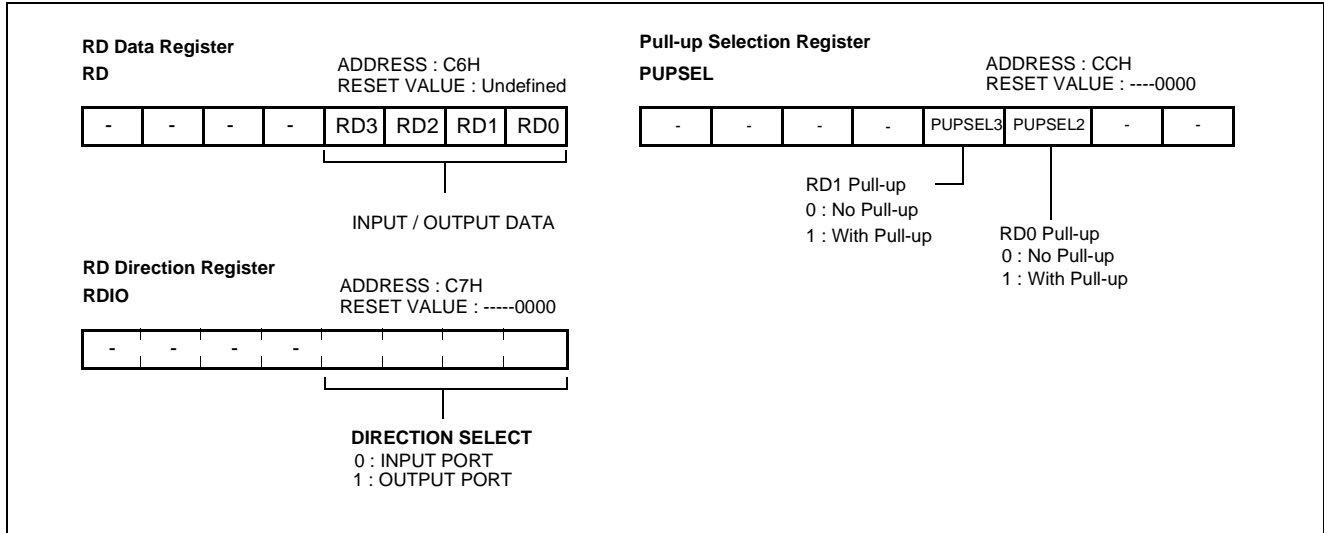 RD Data Register
RD
ADDRESS : C6H
RESET VALUE : Undefined
- - - - RD3 RD2 RD1 RD0
INPUT / OUTPUT DATA
RD Direction Register
RDIO
ADDRESS : C7H
RESET VALUE : -----0000
- - - -
DIRECTION SELECT
0 : INPUT PORT
1 : OUTPUT PORT
Pull-up Selection Register
PUPSEL
ADDRESS : CCH
RESET VALUE : ----0000
- - - - PUPSEL3 PUPSEL2 - -
RD1 Pull-up
0 : No Pull-up
1 : With Pull-up
RD0 Pull-up
0 : No Pull-up
1 : With Pull-up